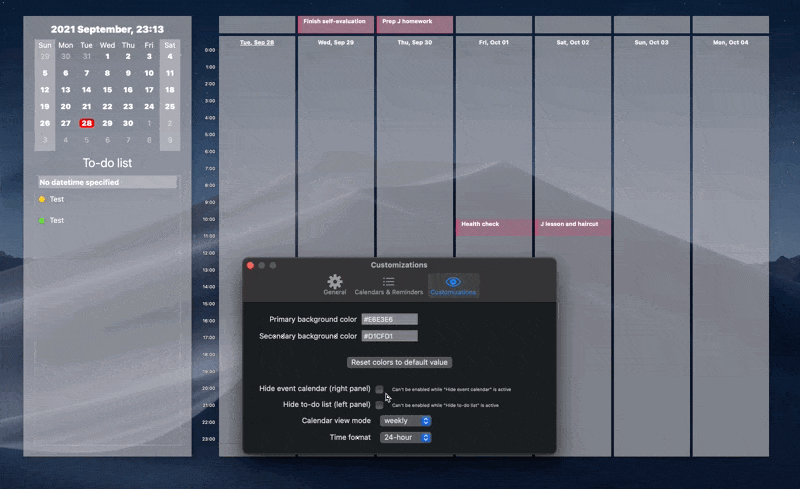 2021 September, 23:13
Sun Mon Tue Wed Thu Fri Sat
29 30 31 1 2 3 4
5 6 7 8 9 10 11
12 13 14 15 16 17 18
19 20 21 22 23 24 25
26 27 28 29 30 1 2
3 4 5 6 7 8 9
To-do list
No datetime specified
Test
Test
Finish self-evaluation
Prep J homework
Tue, Sep 28
Wed, Sep 29
Thu, Sep 30
Fri, Oct 01
Sat, Oct 02
Sun, Oct 03
Mon, Oct 04
0:00
1:00
2:00
3:00
4:00
5:00
6:00
7:00
8:00
9:00
10:00
11:00
12:00
13:00
14:00
15:00
16:00
17:00
18:00
19:00
20:00
21:00
22:00
23:00
Health check
J lesson and haircut
Customizations
General
Calendars & Reminders
Customizations
Primary background color #E6E3E6
Secondary background color #D1CFD1
Reset colors to default value
Hide event calendar (right panel) Can't be enabled while "Hide event calendar" is active
Hide to-do list (left panel) Can't be enabled while "Hide to-do list" is active
Calendar view mode weekly
Time format 24-hour